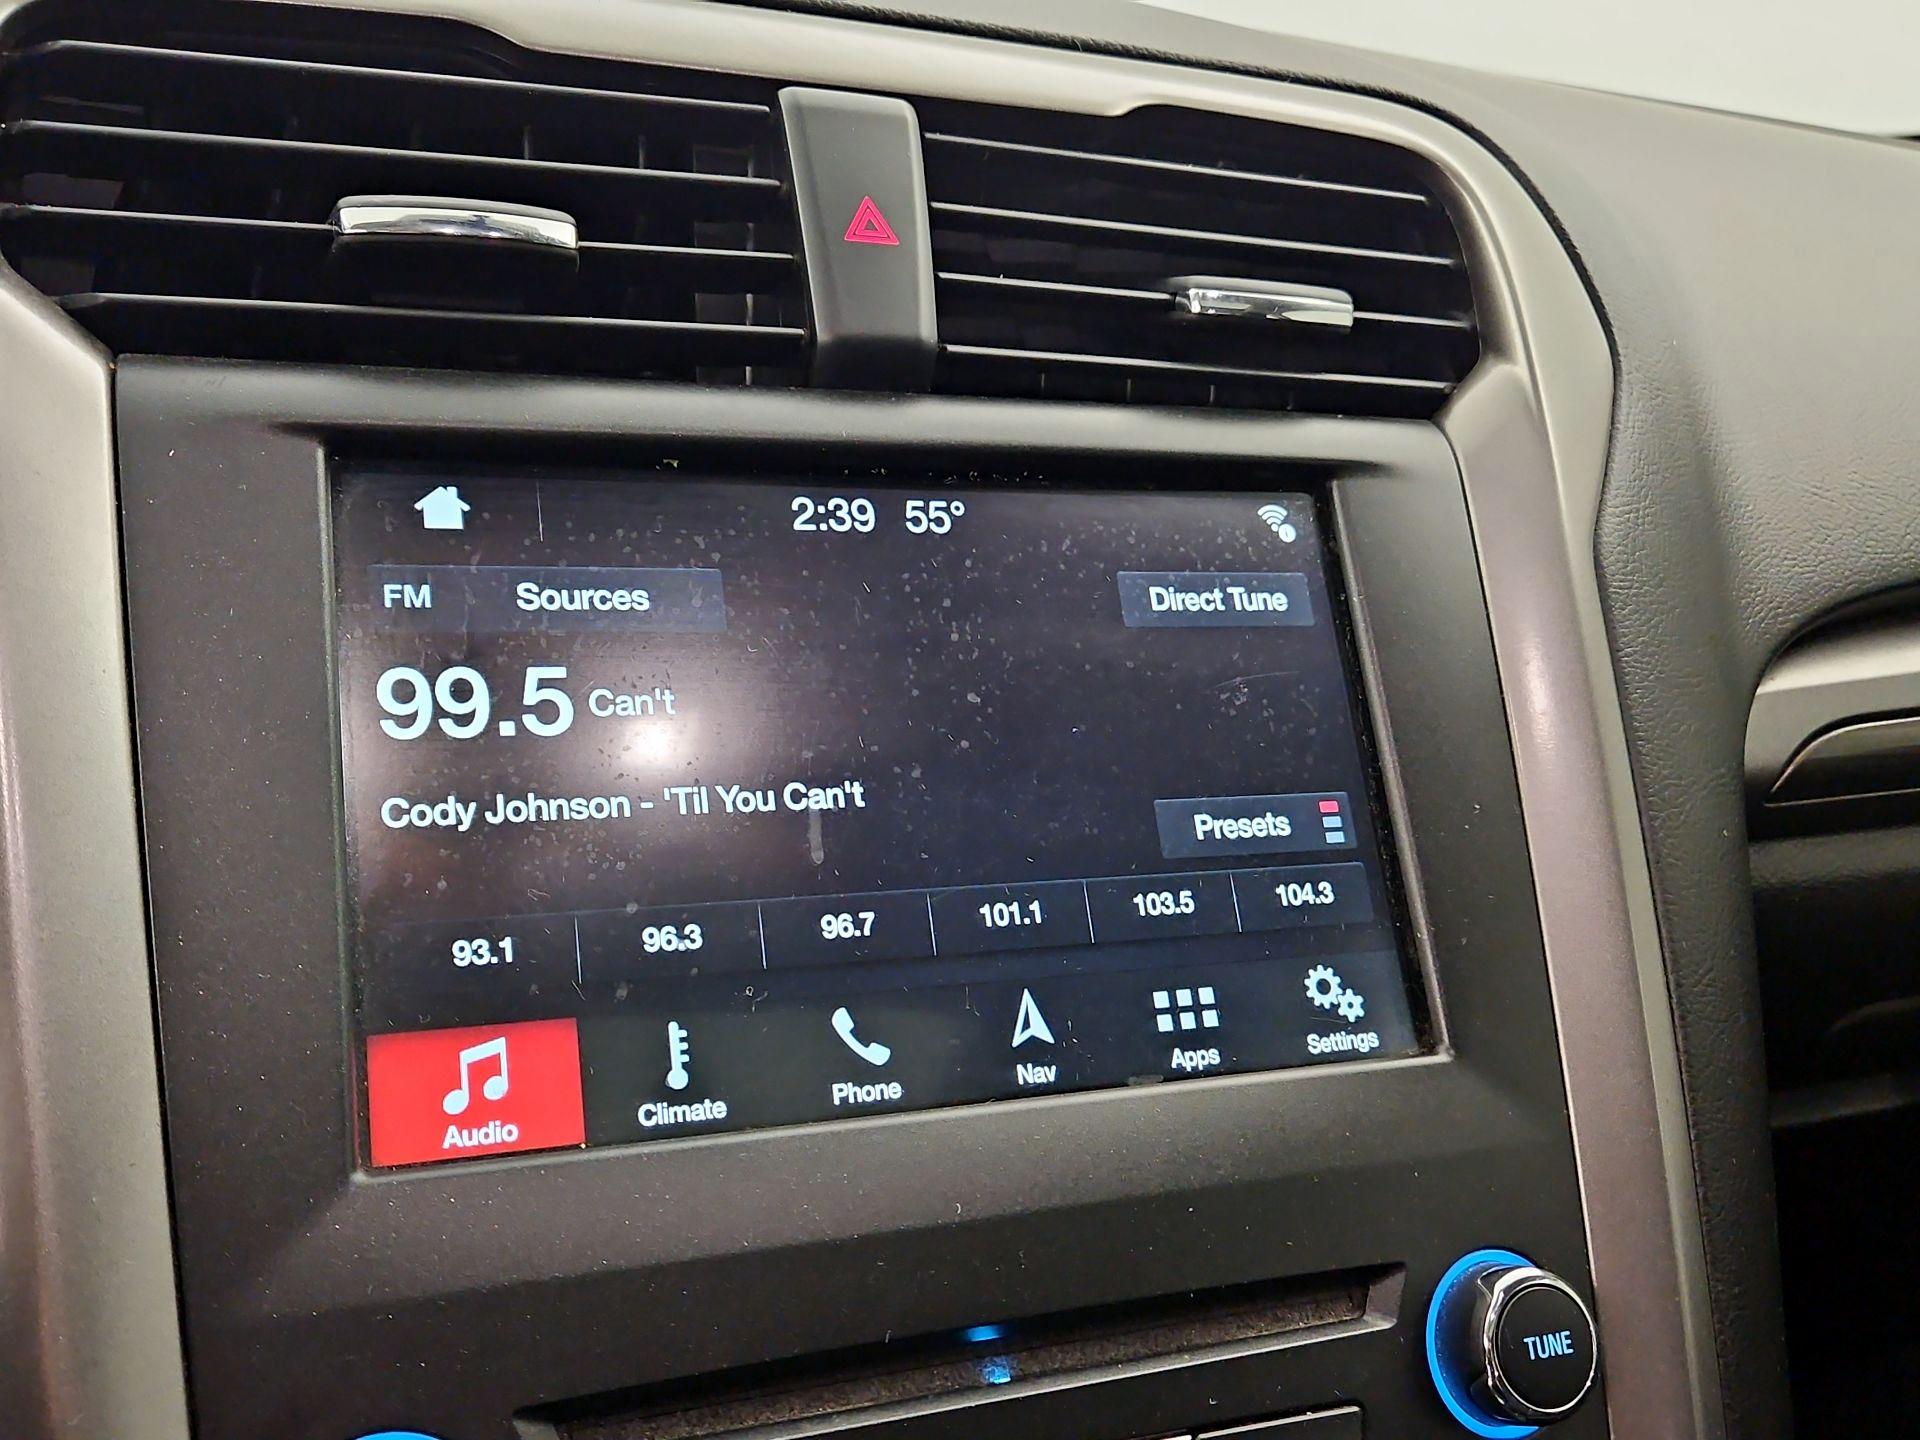 2:39 55°
FM Sources Direct Tune
99.5 Can't
Cody Johnson - 'Til You Can't
Presets
93.1 96.3 96.7 101.1 103.5 104.3
Audio Climate Phone Nav Apps Settings
TUNE